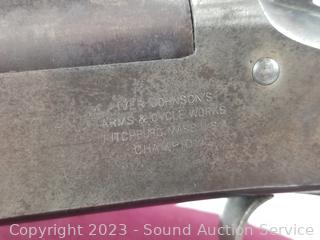 IVER JOHNSON'S
ARMS & CYCLE WORKS
FITCHBURG, MASS. U.S.A.
CHAMPION
Copyright 2023 - Sound Auction Service